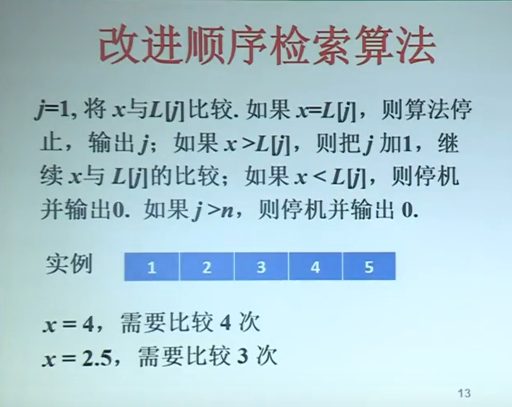 改进顺序检索算法
j=1, 将 x与L[j]比较. 如果 x=L[j]，则算法停
止，输出 j；如果 x >L[j]，则把 j 加1，继
续 x与 L[j]的比较；如果 x < L[j]，则停机
并输出0. 如果 j >n，则停机并输出 0.
实例 1 2 3 4 5
x = 4，需要比较 4 次
x = 2.5，需要比较 3 次
13